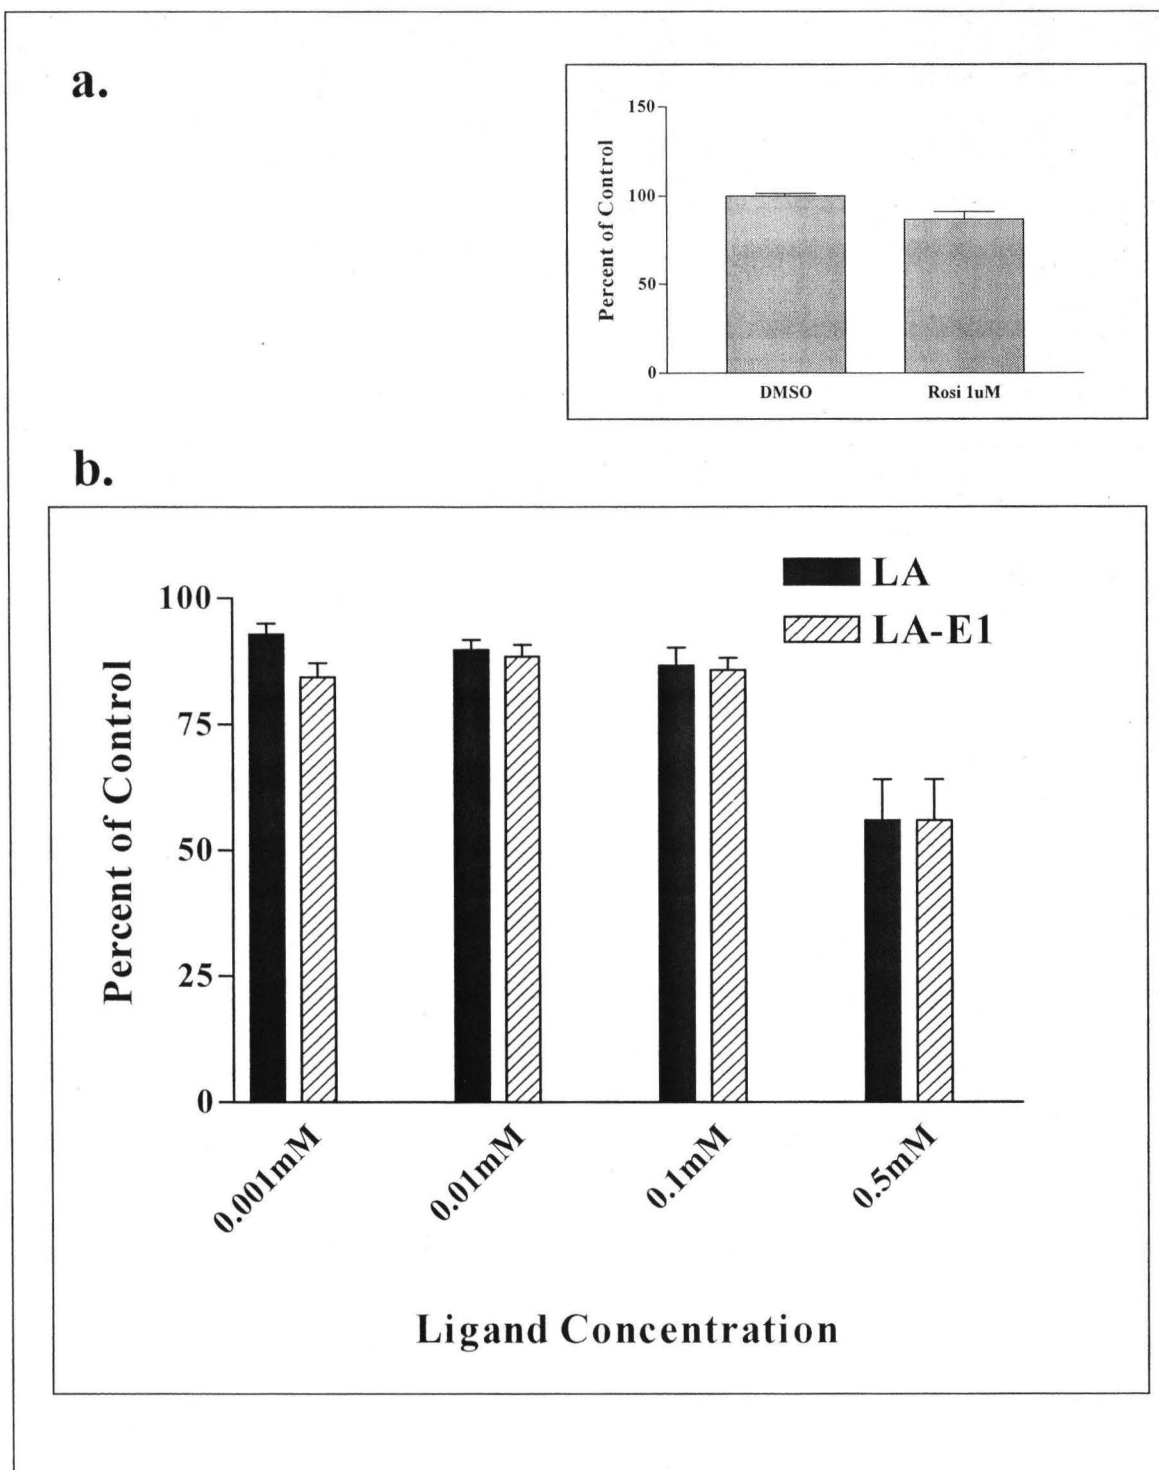 a.
150
100
50
0
Percent of Control
DMSO Rosi 1uM
b.
LA
LA-E1
100
75
50
25
0
Percent of Control
0.001mM 0.01mM 0.1mM 0.5mM
Ligand Concentration